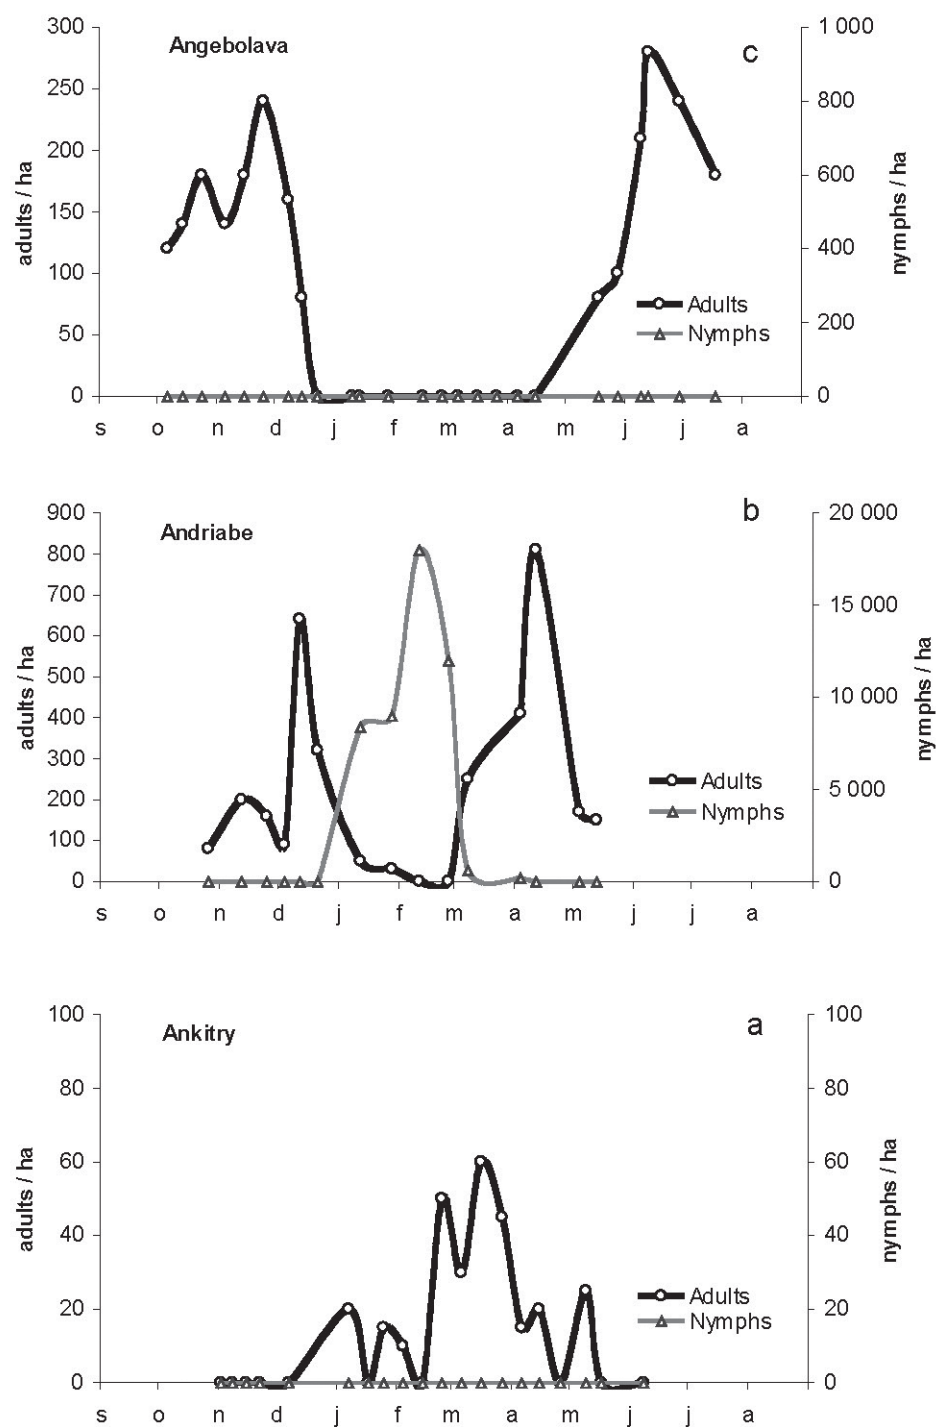 Angebolava
c
300
250
200
150
100
50
0
adults / ha
1 000
800
600
400
200
0
nymphs / ha
Adults
Nymphs
s o n d j f m a m j j a
Andriabe
b
900
800
700
600
500
400
300
200
100
0
adults / ha
20 000
15 000
10 000
5 000
0
nymphs / ha
Adults
Nymphs
s o n d j f m a m j j a
Ankitry
a
100
80
60
40
20
0
adults / ha
100
80
60
40
20
0
nymphs / ha
Adults
Nymphs
s o n d j f m a m j j a